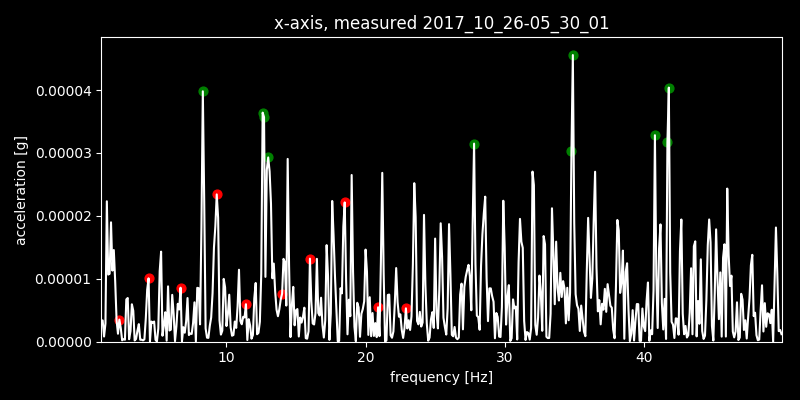 x-axis, measured 2017_10_26-05_30_01
acceleration [g]
0.00004
0.00003
0.00002
0.00001
0.00000
10 20 30 40
frequency [Hz]